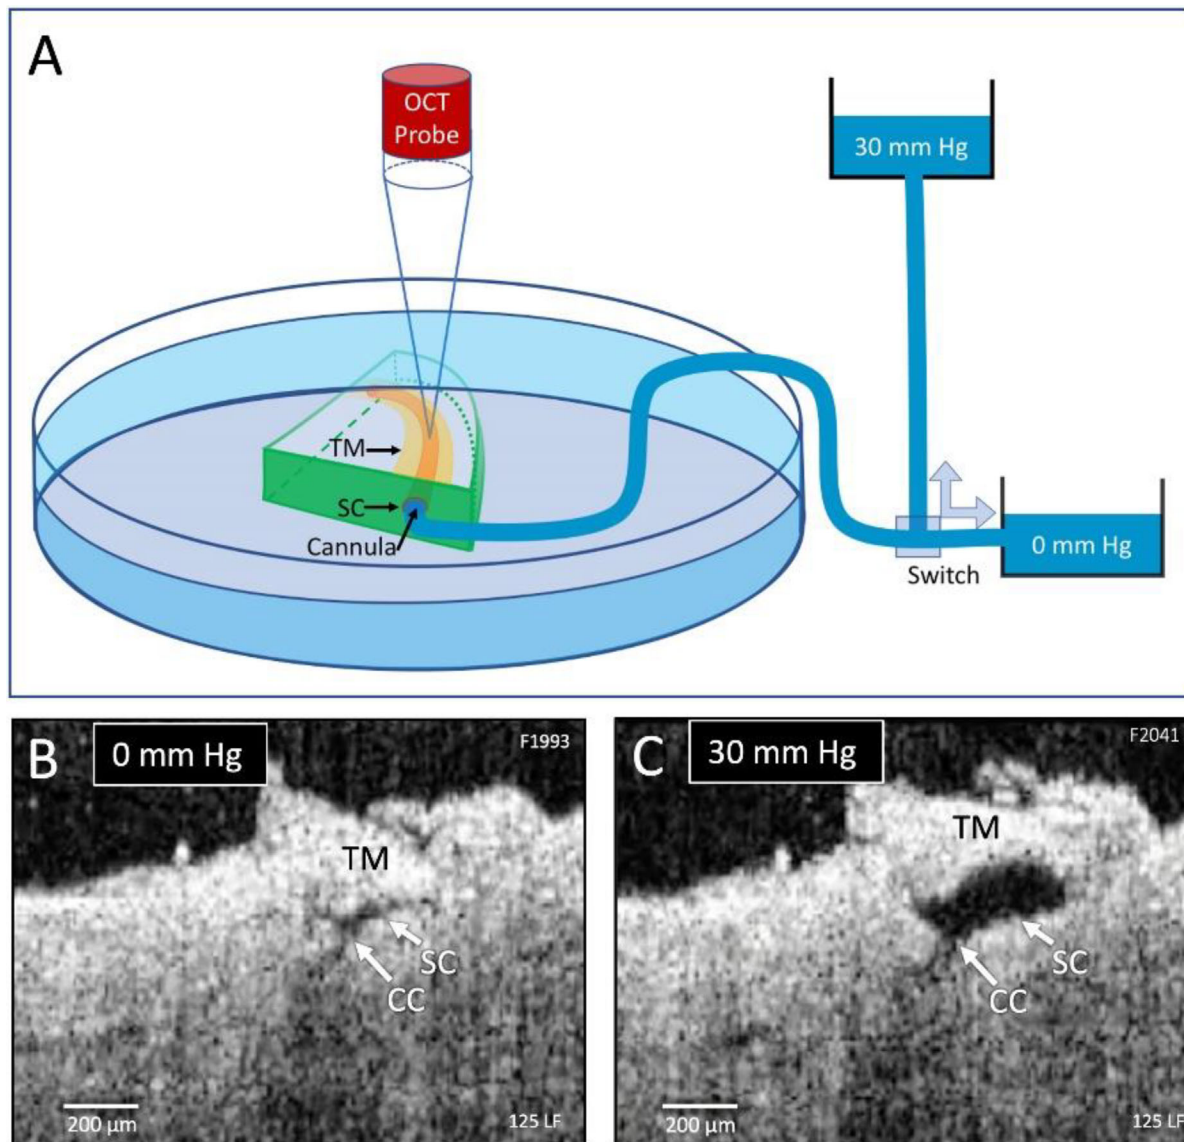 A
OCT
Probe
30 mm Hg
TM
SC
Cannula
Switch
0 mm Hg
B
0 mm Hg
F1993
TM
SC
CC
200 µm
125 LF
C
30 mm Hg
F2041
TM
SC
CC
200 µm
125 LF